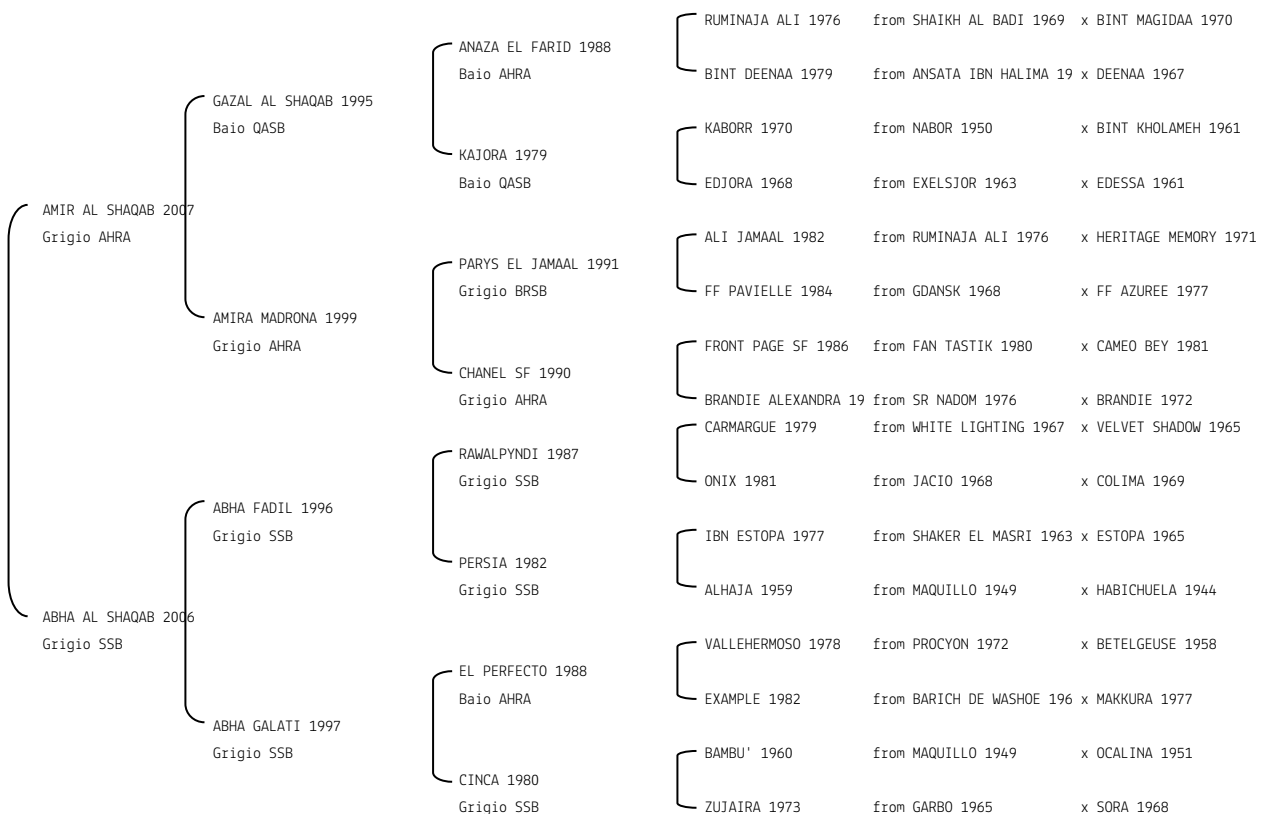 RUMINAJA ALI 1976 from SHAIKH AL BADI 1969 x BINT MAGIDAA 1970
ANAZA EL FARID 1988
Baio AHRA BINT DEENAA 1979 from ANSATA IBN HALIMA 19 x DEENAA 1967
GAZAL AL SHAQAB 1995
Baio QASB KABORR 1970 from NABOR 1950 x BINT KHOLAMEH 1961
KAJORA 1979
Baio QASB EDJORA 1968 from EXELSJOR 1963 x EDESSA 1961
AMIR AL SHAQAB 2007
Grigio AHRA ALI JAMAAL 1982 from RUMINAJA ALI 1976 x HERITAGE MEMORY 1971
PARYS EL JAMAAL 1991
Grigio BRSB FF PAVIELLE 1984 from GDANSK 1968 x FF AZUREE 1977
AMIRA MADRONA 1999
Grigio AHRA FRONT PAGE SF 1986 from FAN TASTIK 1980 x CAMEO BEY 1981
CHANEL SF 1990
Grigio AHRA BRANDIE ALEXANDRA 19 from SR NADOM 1976 x BRANDIE 1972
CARMARGUE 1979 from WHITE LIGHTING 1967 x VELVET SHADOW 1965
RAWALPYNDI 1987
Grigio SSB ONIX 1981 from JACIO 1968 x COLIMA 1969
ABHA FADIL 1996
Grigio SSB IBN ESTOPA 1977 from SHAKER EL MASRI 1963 x ESTOPA 1965
PERSIA 1982
Grigio SSB ALHAJA 1959 from MAQUILLO 1949 x HABICHUELA 1944
ABHA AL SHAQAB 2006
Grigio SSB VALLEHERMOSO 1978 from PROCYON 1972 x BETELGEUSE 1958
EL PERFECTO 1988
Baio AHRA EXAMPLE 1982 from BARICH DE WASHOE 196 x MAKKURA 1977
ABHA GALATI 1997
Grigio SSB BAMBU' 1960 from MAQUILLO 1949 x OCALINA 1951
CINCA 1980
Grigio SSB ZUJAIRA 1973 from GARBO 1965 x SORA 1968